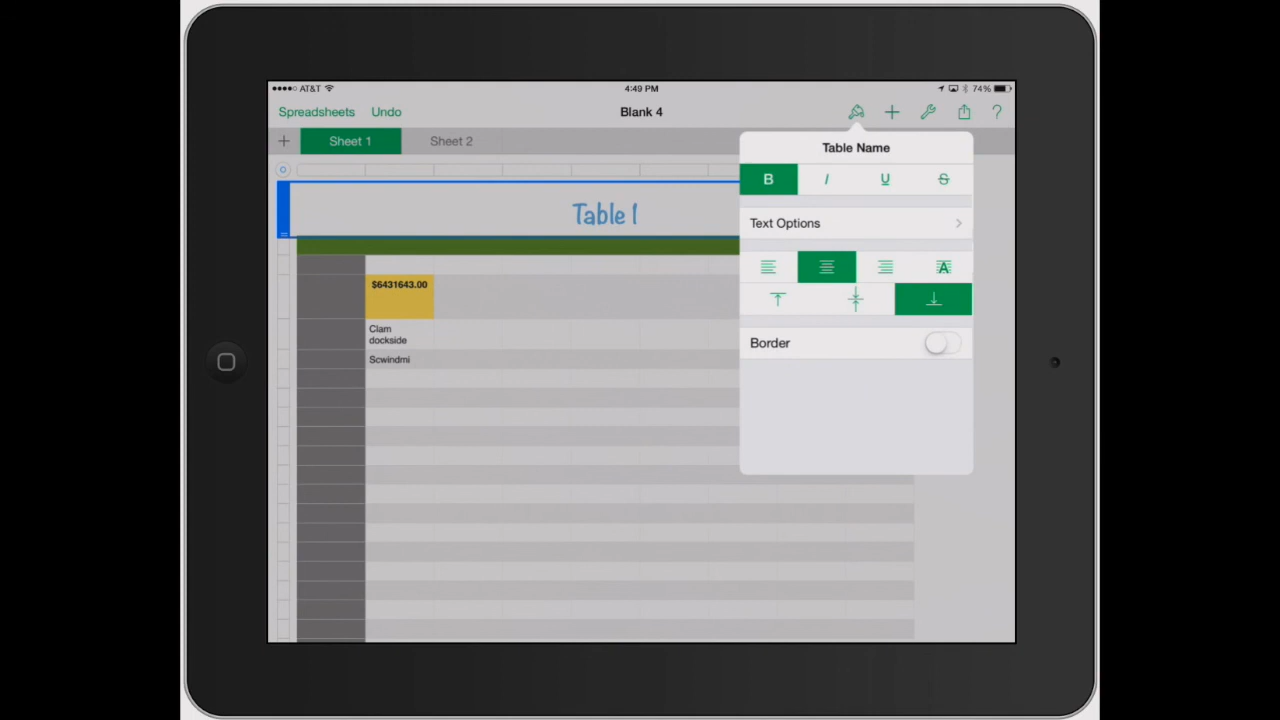 AT&T 4:49 PM 74%
Spreadsheets Undo Blank 4 ?
Sheet 1 Sheet 2
Table Name
B I U S
Table 1
Text Options
A
$6431643.00
Clam
dockside
Border
Scwindmi